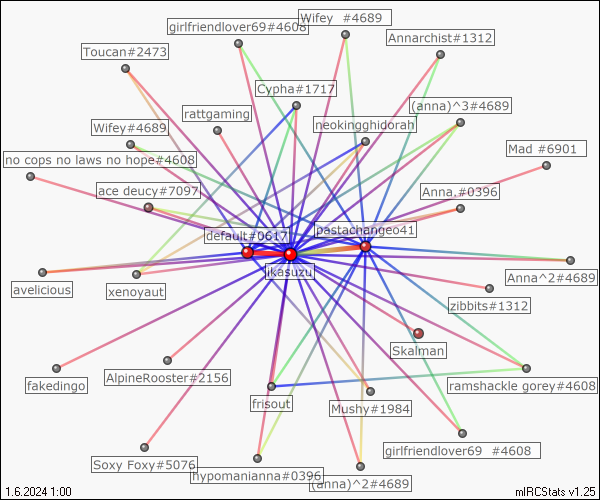 Wifey  #4689
girlfriendlover69#4608
Annarchist#1312
Toucan#2473
Cypha#1717
(anna)^3#4689
rattgaming
neokingghidorah
Wifey#4689
Mad #6901
no cops no laws no hope#4608
ace deucy#7097
Anna.#0396
pastachangeo41
default#0617
likasuzu
Anna^2#4689
avelicious
xenoyaut
zibbits#1312
Skalman
fakedingo
AlpineRooster#2156
ramshackle gorey#4608
frisout
Mushy#1984
girlfriendlover69  #4608
Soxy Foxy#5076
hypomanianna#0396
(anna)^2#4689
1.6.2024 1:00
mIRCStats v1.25